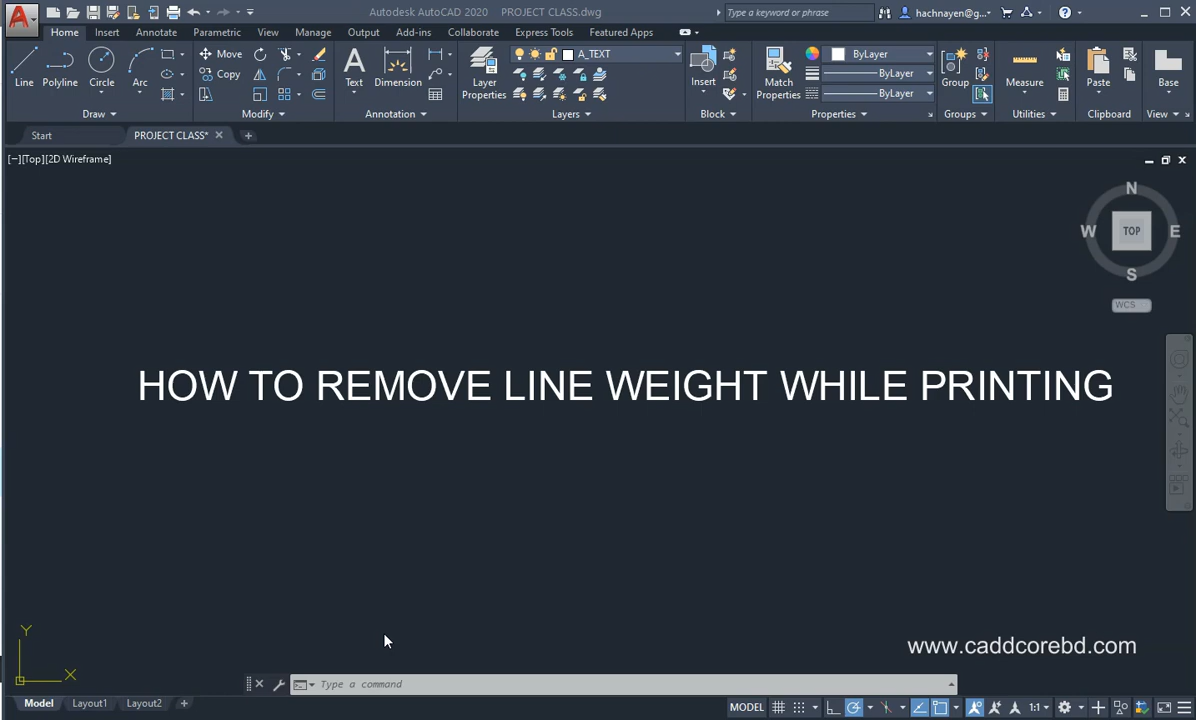 Autodesk AutoCAD 2020 PROJECT CLASS.dwg
Type a keyword or phrase
hachnayen@g...
Home Insert Annotate Parametric Manage View Manage Output Add-ins Collaborate Express Tools Featured Apps
Line
Polyline
Circle
Arc
Move
Copy
Text
Dimension
Layer
Properties
A_TEXT
Insert
Match
Properties
ByLayer
ByLayer
ByLayer
Group
Measure
Paste
Base
Draw
Modify
Annotation
Layers
Block
Properties
Groups
Utilities
Clipboard
View
Start
PROJECT CLASS*
[−][Top][2D Wireframe]
N
W
TOP
E
S
WCS
HOW TO REMOVE LINE WEIGHT WHILE PRINTING
www.caddcorebd.com
Y
X
Type a command
Model Layout1 Layout2
MODEL
1:1